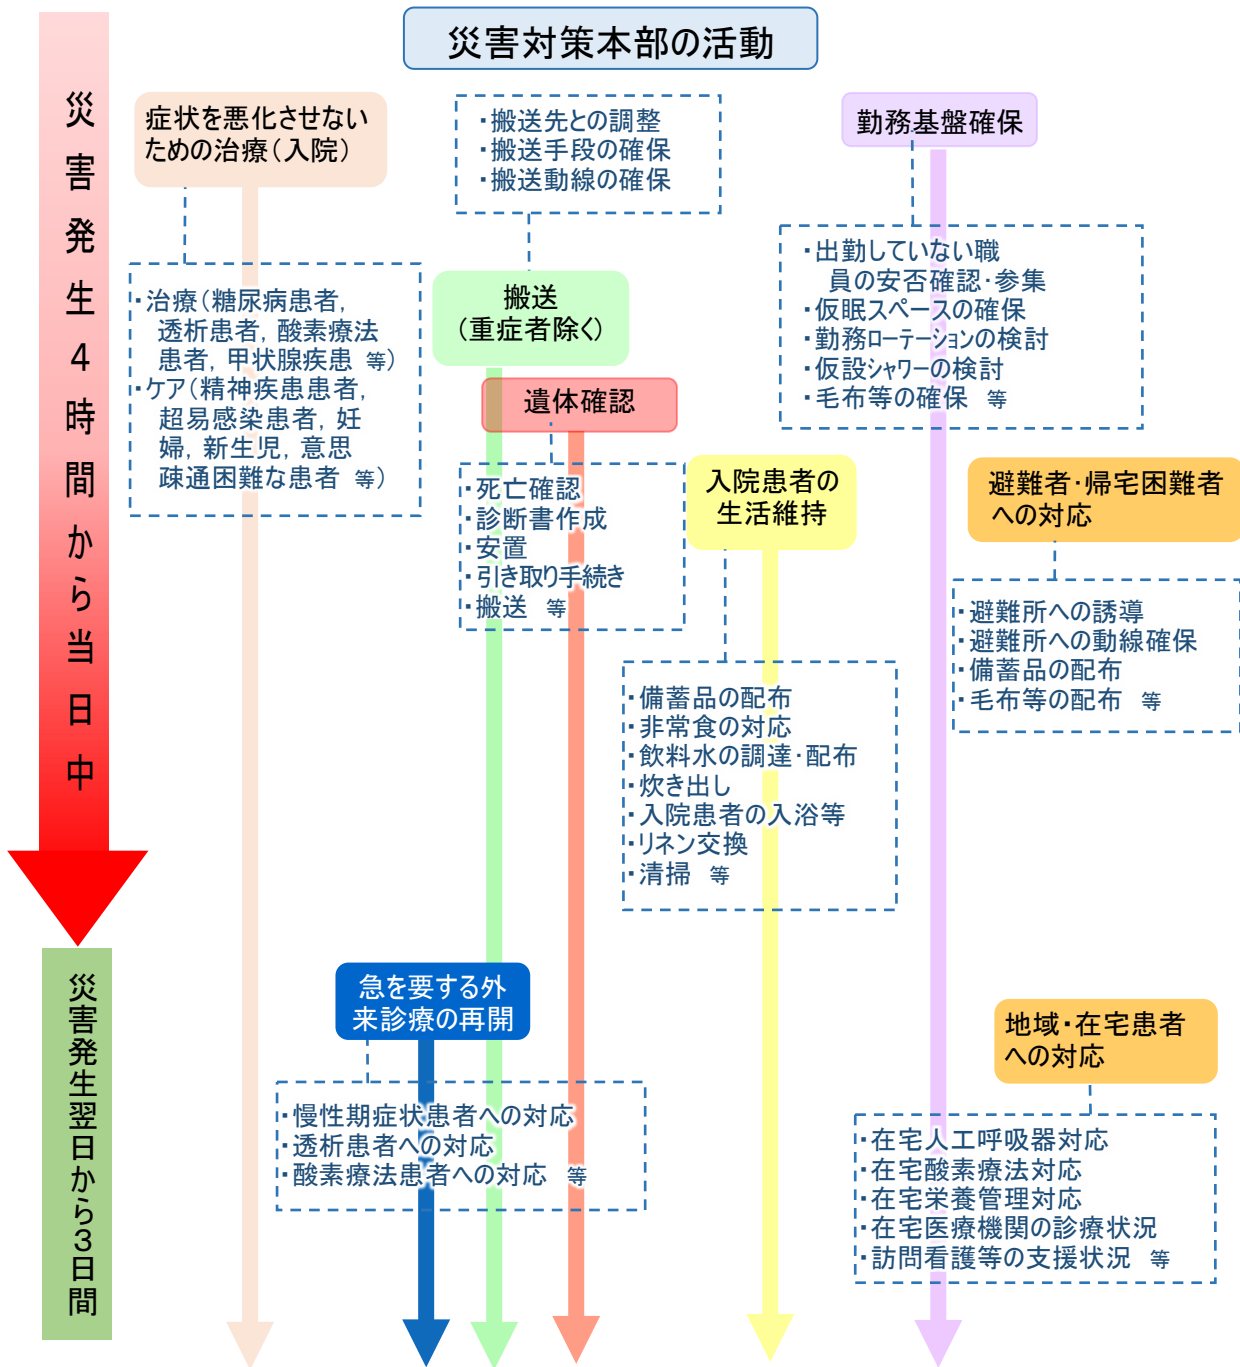 災害対策本部の活動
災害発生4時間から当日中
症状を悪化させない
ための治療（入院）
・治療（糖尿病患者，
透析患者，酸素療法
患者，甲状腺疾患 等）
・ケア（精神疾患患者，
超易感染患者，妊
婦，新生児，意思
疎通困難な患者 等）
・搬送先との調整
・搬送手段の確保
・搬送動線の確保
搬送
（重症者除く）
遺体確認
・死亡確認
・診断書作成
・安置
・引き取り手続き
・搬送 等
入院患者の
生活維持
・備蓄品の配布
・非常食の対応
・飲料水の調達・配布
・炊き出し
・入院患者の入浴等
・リネン交換
・清掃 等
勤務基盤確保
・出勤していない職
員の安否確認・参集
・仮眠スペースの確保
・勤務ローテーションの検討
・仮設シャワーの検討
・毛布等の確保 等
避難者・帰宅困難者
への対応
・避難所への誘導
・避難所への動線確保
・備蓄品の配布
・毛布等の配布 等
災害発生翌日から3日間
急を要する外
来診療の再開
・慢性期症状患者への対応
・透析患者への対応
・酸素療法患者への対応 等
地域・在宅患者
への対応
・在宅人工呼吸器対応
・在宅酸素療法対応
・在宅栄養管理対応
・在宅医療機関の診療状況
・訪問看護等の支援状況 等